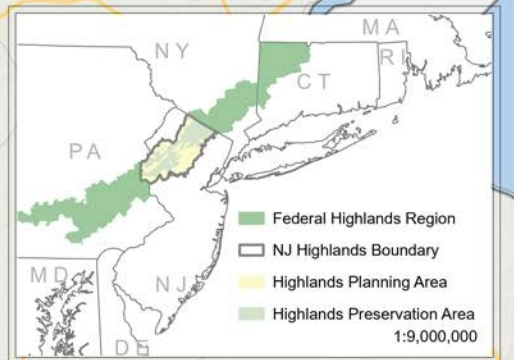 MA
NY
RI
CT
PA
Federal Highlands Region
NJ Highlands Boundary
Highlands Planning Area
MD
NJ
Highlands Preservation Area
1:9,000,000
DE